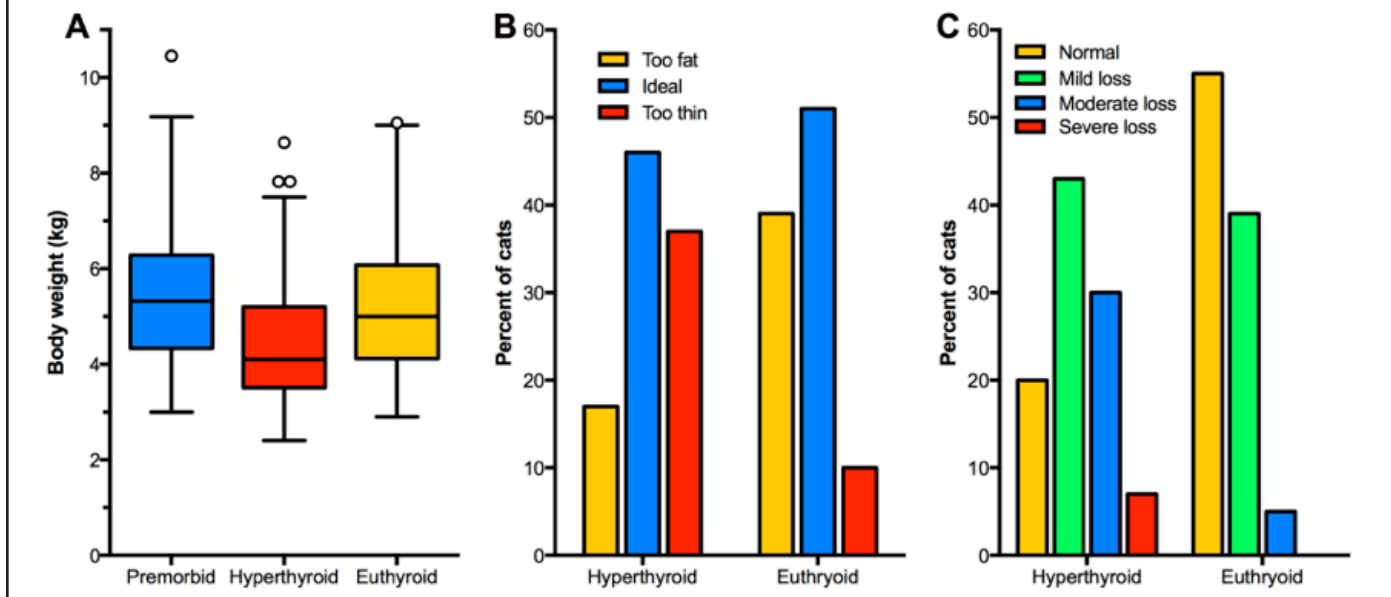 A
Body weight (kg)
10
8
6
4
2
0
Premorbid Hyperthyroid Euthyroid
B
Percent of cats
60
50
40
30
20
10
0
Too fat
Ideal
Too thin
Hyperthyroid Euthryoid
C
Percent of cats
60
50
40
30
20
10
0
Normal
Mild loss
Moderate loss
Severe loss
Hyperthyroid Euthryoid